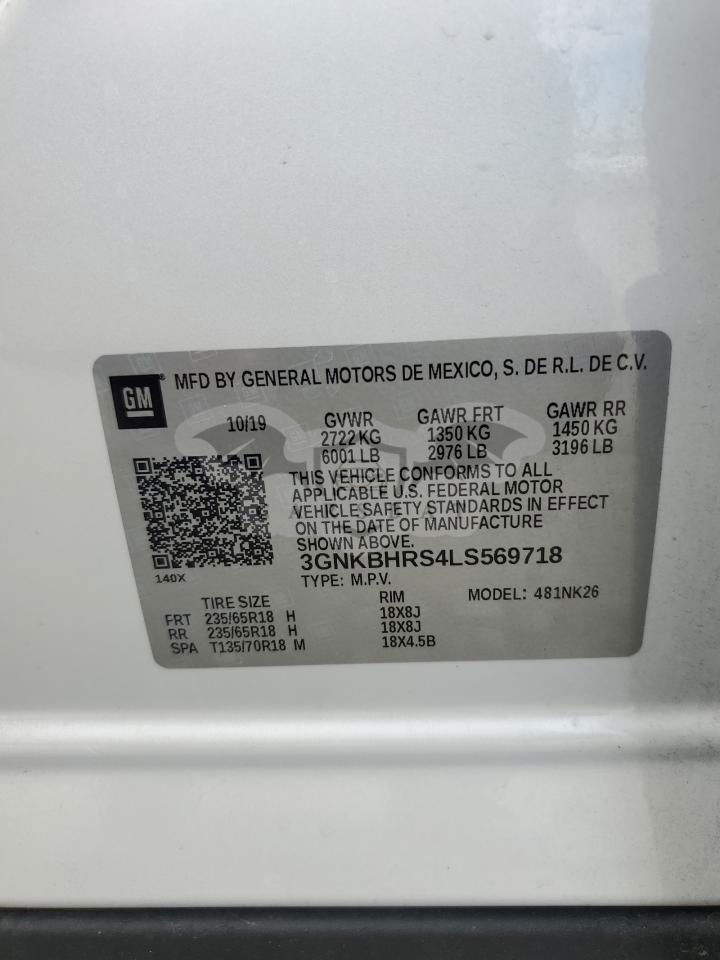 GM
MFD BY GENERAL MOTORS DE MEXICO, S. DE R.L. DE C.V.
10/19 GVWR GAWR FRT GAWR RR
2722 KG 1350 KG 1450 KG
6001 LB 2976 LB 3196 LB
THIS VEHICLE CONFORMS TO ALL
APPLICABLE U.S. FEDERAL MOTOR
VEHICLE SAFETY STANDARDS IN EFFECT
ON THE DATE OF MANUFACTURE
SHOWN ABOVE.
3GNKBHRS4LS569718
140X
TYPE: M.P.V. MODEL: 481NK26
TIRE SIZE RIM
FRT 235/65R18 H 18X8J
RR 235/65R18 H 18X8J
SPA T135/70R18 M 18X4.5B